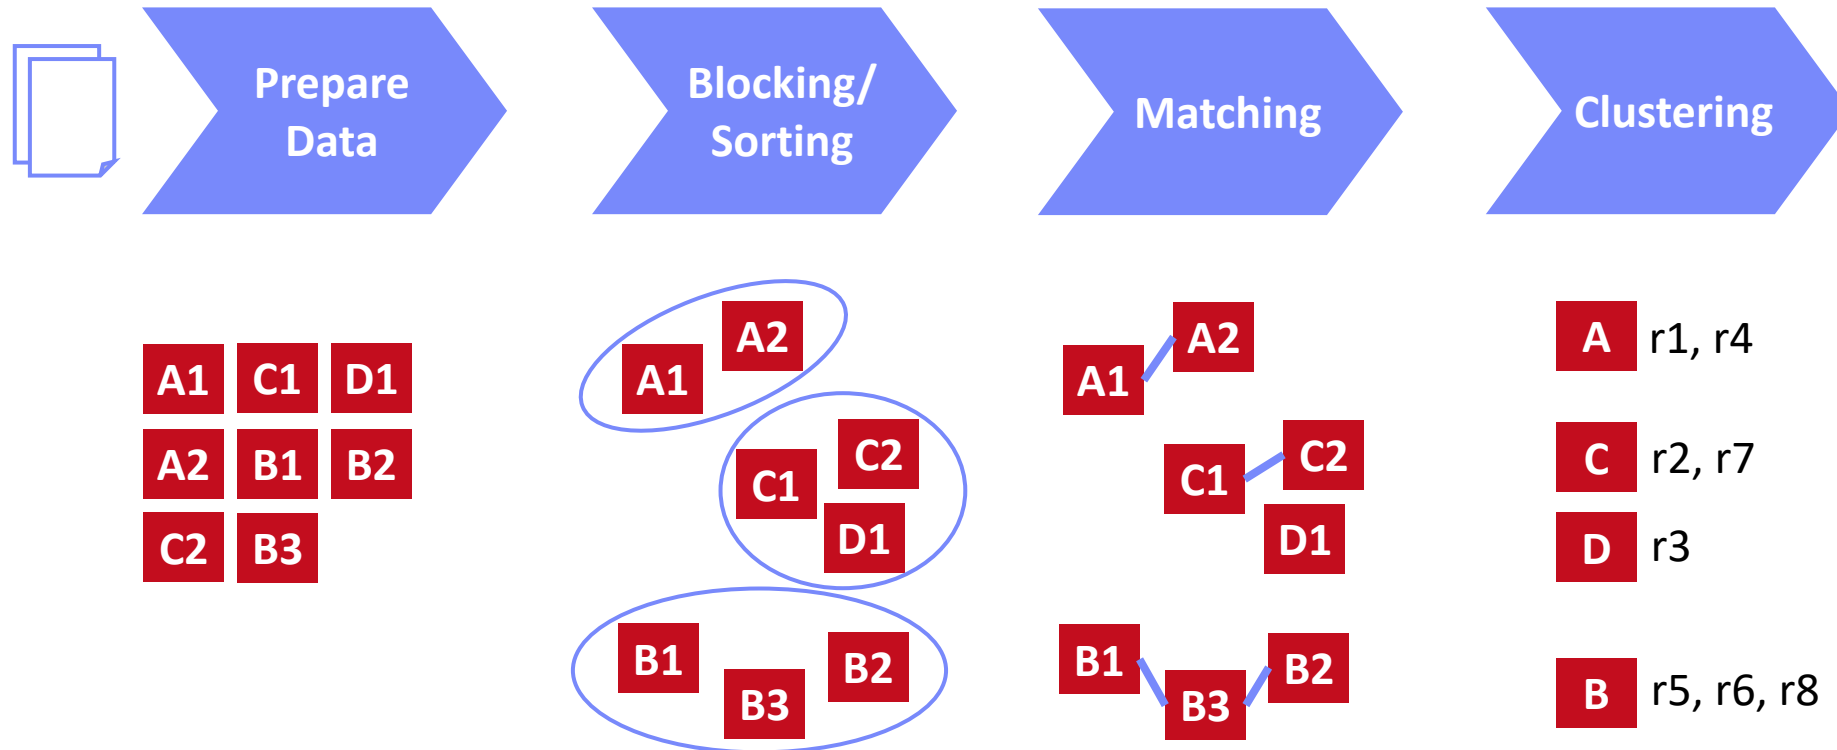 Prepare
Data
Blocking/
Sorting
Matching
Clustering
A1 C1 D1
A2 B1 B2
C2 B3
A2
A1
C2
C1
D1
B1
B2
B3
A2
A1
C2
C1
D1
B1
B2
B3
A r1, r4
C r2, r7
D r3
B r5, r6, r8